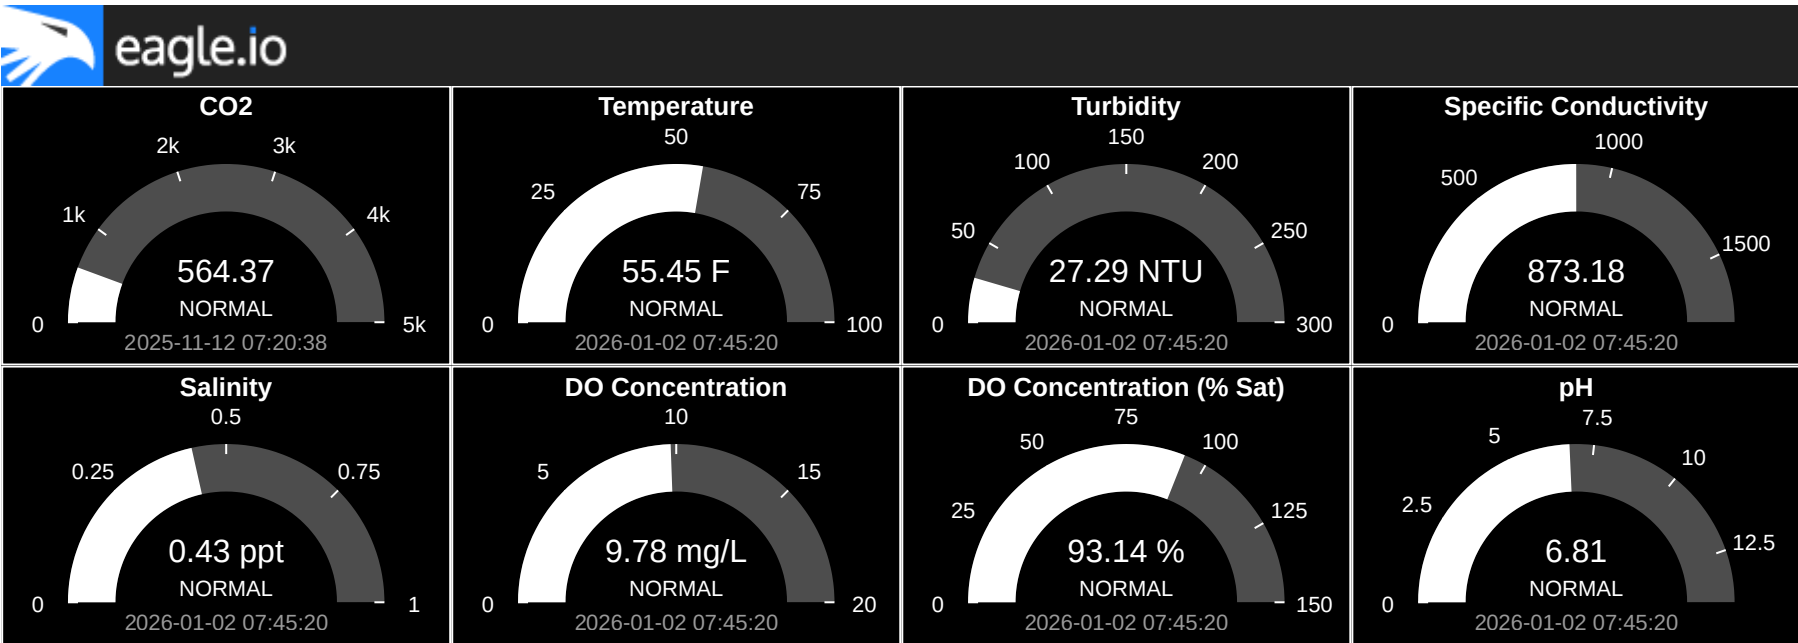 eagle.io
CO2
0
1k
2k
3k
4k
5k
564.37
NORMAL
2025-11-12 07:20:38
Temperature
0
25
50
75
100
55.45 F
NORMAL
2026-01-02 07:45:20
Turbidity
0
50
100
150
200
250
300
27.29 NTU
NORMAL
2026-01-02 07:45:20
Specific Conductivity
0
500
1000
1500
873.18
NORMAL
2026-01-02 07:45:20
Salinity
0
0.25
0.5
0.75
1
0.43 ppt
NORMAL
2026-01-02 07:45:20
DO Concentration
0
5
10
15
20
9.78 mg/L
NORMAL
2026-01-02 07:45:20
DO Concentration (% Sat)
0
25
50
75
100
125
150
93.14 %
NORMAL
2026-01-02 07:45:20
pH
0
2.5
5
7.5
10
12.5
6.81
NORMAL
2026-01-02 07:45:20